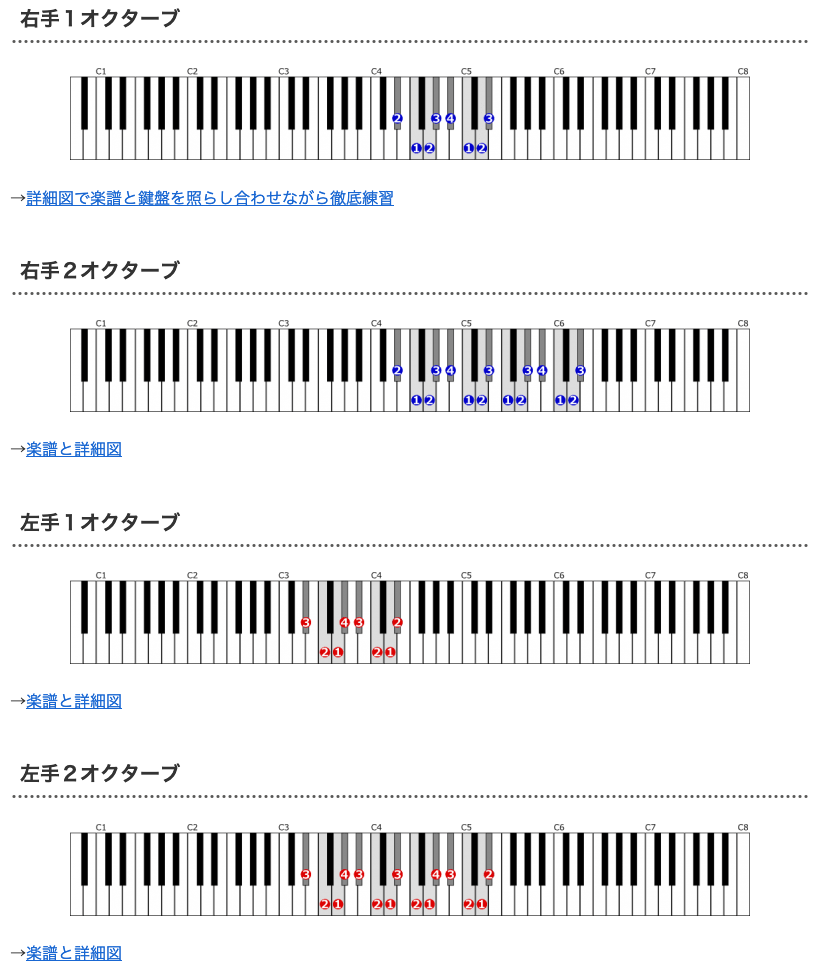 右手１オクターブ
C1 C2 C3 C4 C5 C6 C7 C8
2 3 4 3
1 2 1 2
→詳細図で楽譜と鍵盤を照らし合わせながら徹底練習
右手２オクターブ
C1 C2 C3 C4 C5 C6 C7 C8
2 3 4 3 3 4 3
1 2 1 2 1 2 1 2
→楽譜と詳細図
左手１オクターブ
C1 C2 C3 C4 C5 C6 C7 C8
3 4 3 2
2 1 2 1
→楽譜と詳細図
左手２オクターブ
C1 C2 C3 C4 C5 C6 C7 C8
3 4 3 3 4 3 2
2 1 2 1 2 1 2 1
→楽譜と詳細図